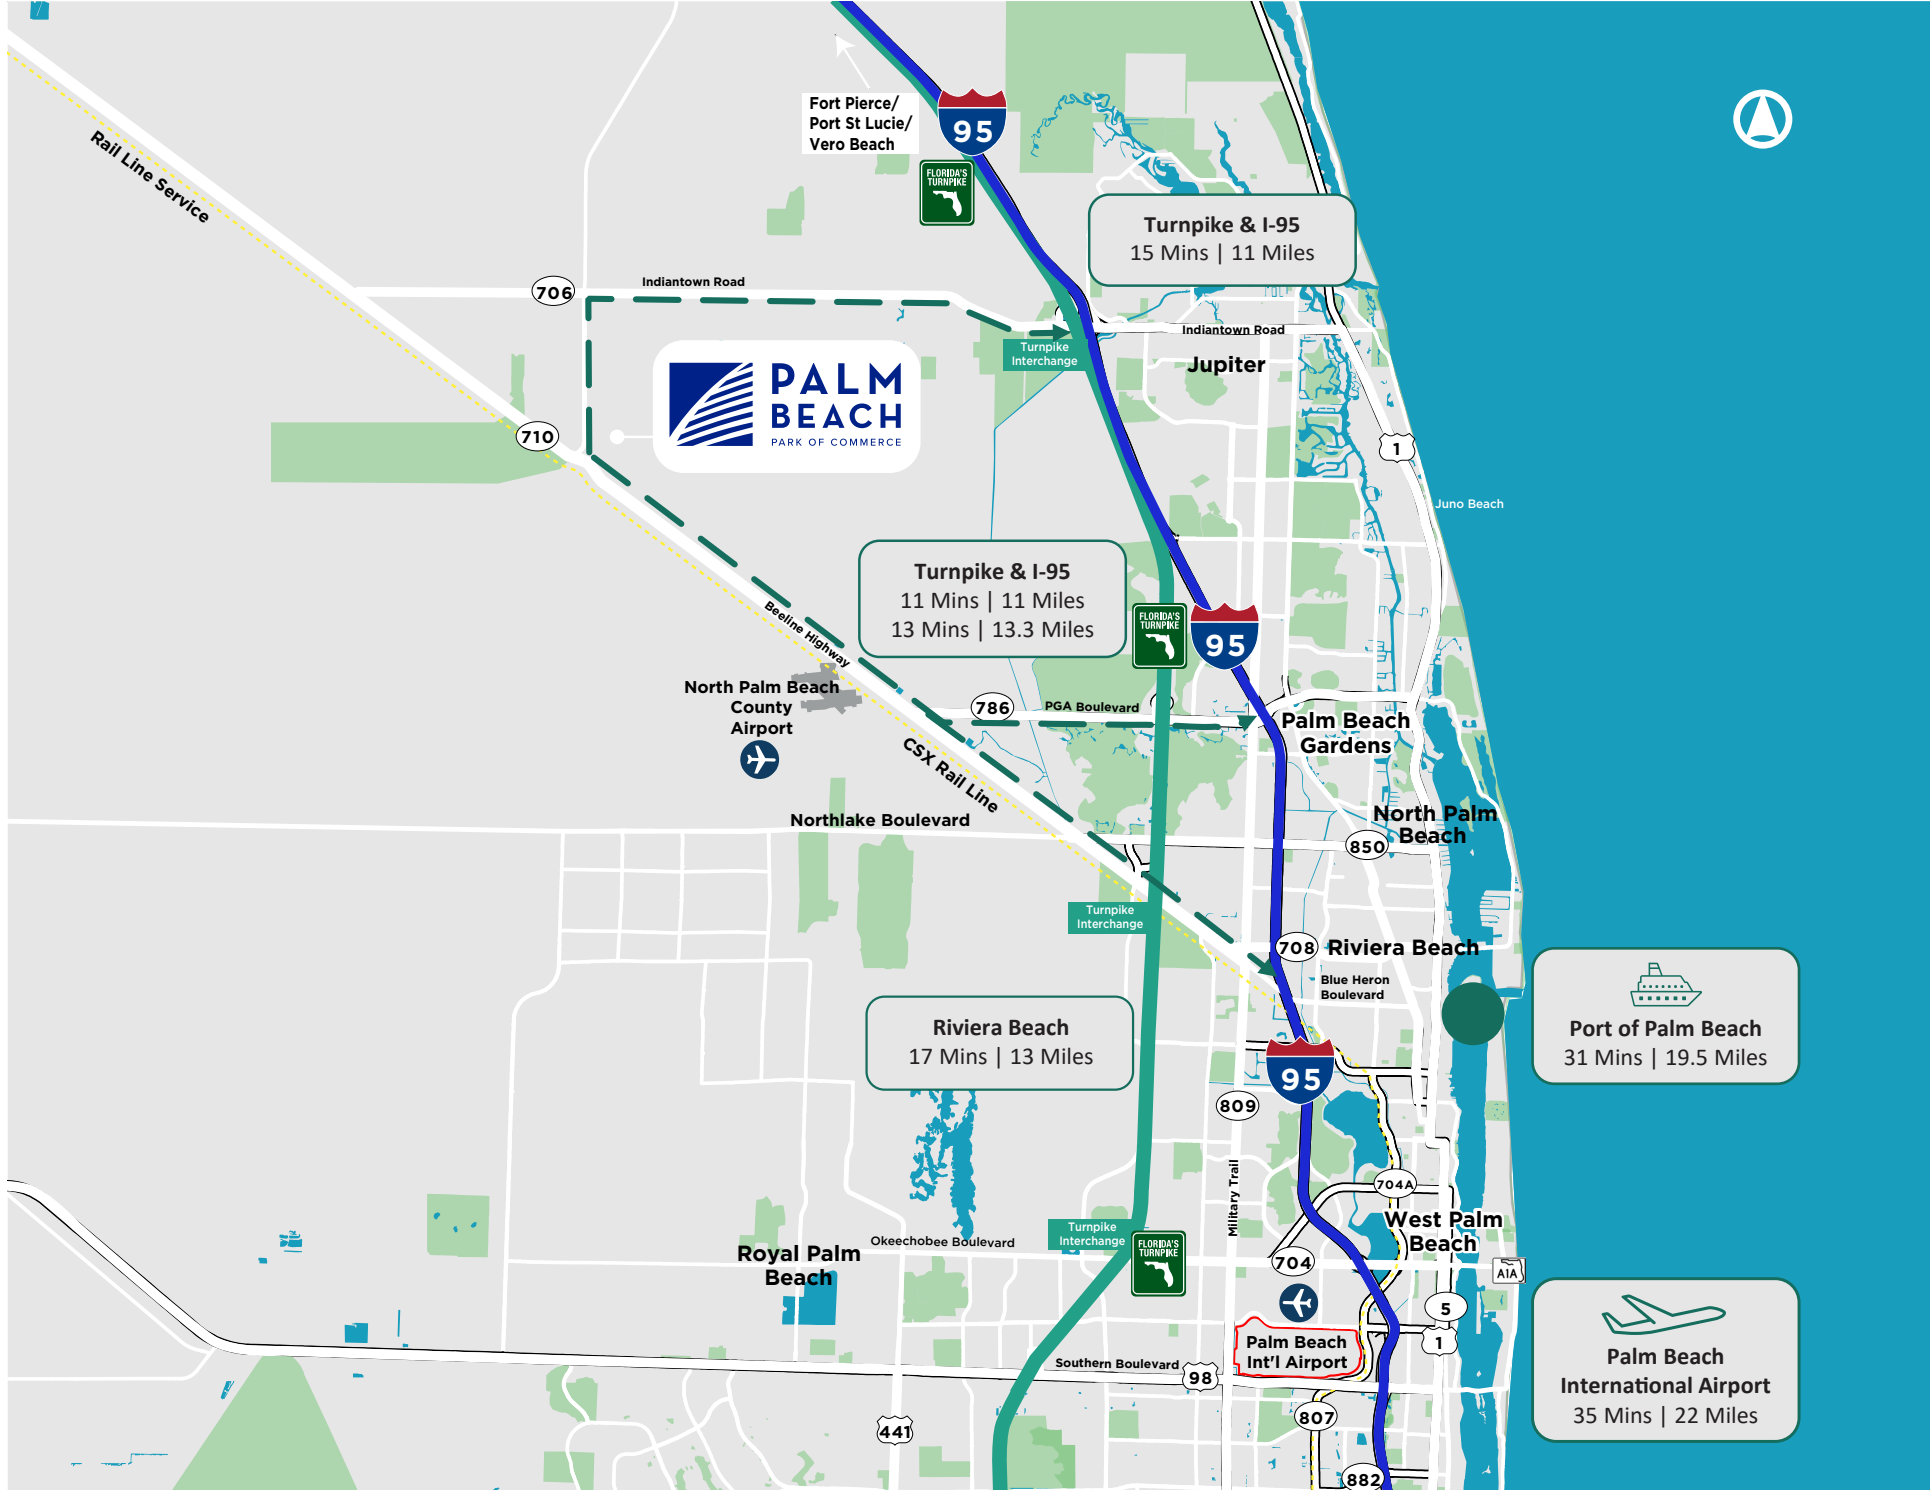 Fort Pierce/
Port St Lucie/
Vero Beach
95
FLORIDA'S
TURNPIKE
Rail Line Service
Turnpike & I-95
15 Mins | 11 Miles
706
Indiantown Road
Indiantown Road
Turnpike
Interchange
Jupiter
PALM
BEACH
PARK OF COMMERCE
710
1
Juno Beach
Turnpike & I-95
11 Mins | 11 Miles
13 Mins | 13.3 Miles
FLORIDA'S
TURNPIKE
95
Beeline Highway
North Palm Beach
County
Airport
786
PGA Boulevard
Palm Beach
Gardens
CSX Rail Line
Northlake Boulevard
North Palm
Beach
850
Turnpike
Interchange
708
Riviera Beach
Blue Heron
Boulevard
Riviera Beach
17 Mins | 13 Miles
Port of Palm Beach
31 Mins | 19.5 Miles
95
809
Military Trail
704A
West Palm
Beach
Turnpike
Interchange
Okeechobee Boulevard
FLORIDA'S
TURNPIKE
Royal Palm
Beach
704
A1A
5
1
Palm Beach
Int'l Airport
Palm Beach
International Airport
35 Mins | 22 Miles
Southern Boulevard
98
807
441
882